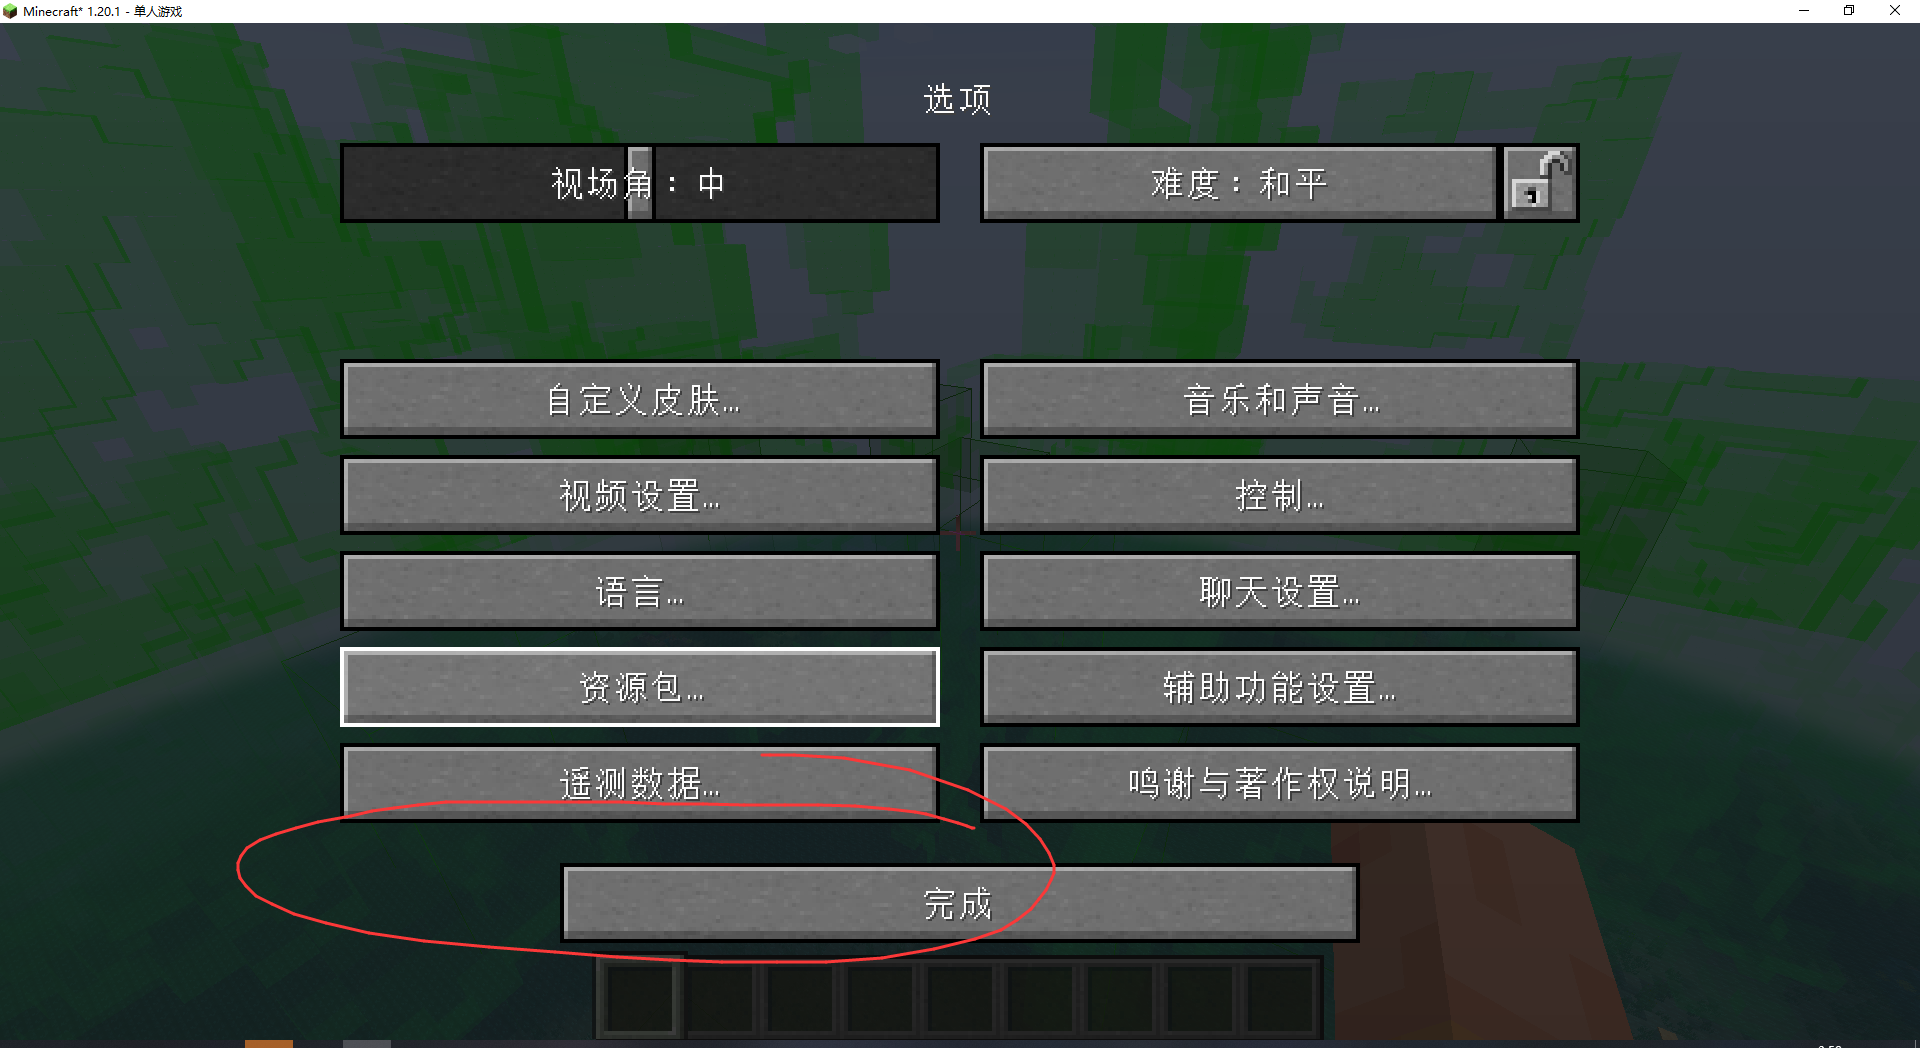 Minecraft* 1.20.1 - 单人游戏
选项
视场角：中
难度：和平
自定义皮肤...
音乐和声音...
视频设置...
控制...
语言...
聊天设置...
资源包...
辅助功能设置...
遥测数据...
鸣谢与著作权说明...
完成